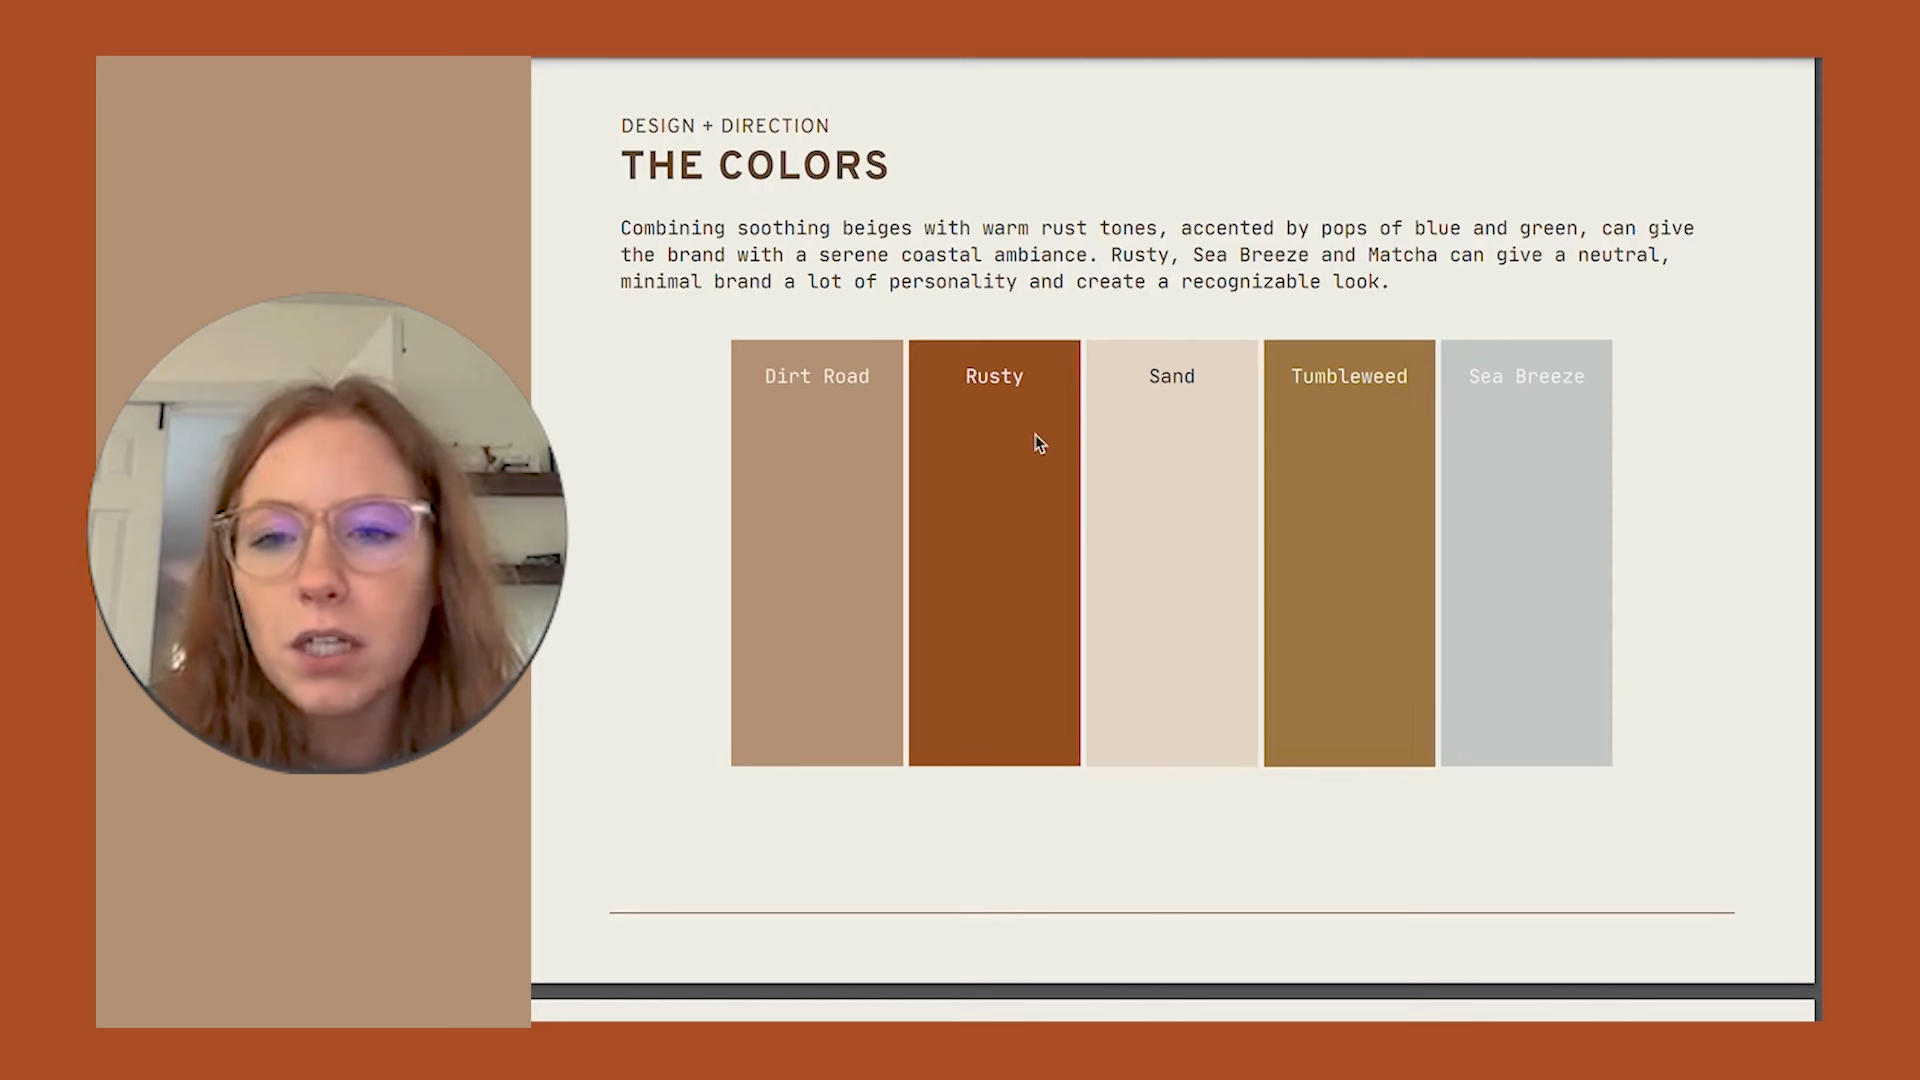 DESIGN + DIRECTION
THE COLORS
Combining soothing beiges with warm rust tones, accented by pops of blue and green, can give
the brand with a serene coastal ambiance. Rusty, Sea Breeze and Matcha can give a neutral,
minimal brand a lot of personality and create a recognizable look.
Dirt Road
Rusty
Sand
Tumbleweed
Sea Breeze